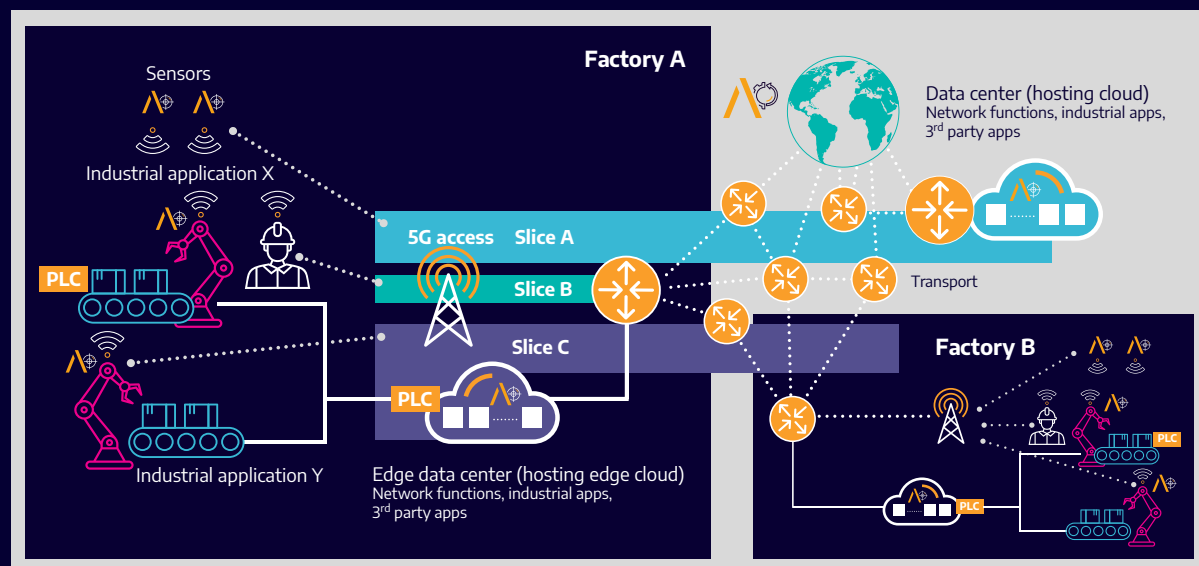 Factory A
Sensors
Industrial application X
PLC
5G access
Slice A
Slice B
Slice C
PLC
Industrial application Y
Edge data center (hosting edge cloud)
Network functions, industrial apps,
3rd party apps
Data center (hosting cloud)
Network functions, industrial apps,
3rd party apps
Transport
Factory B
PLC
PLC